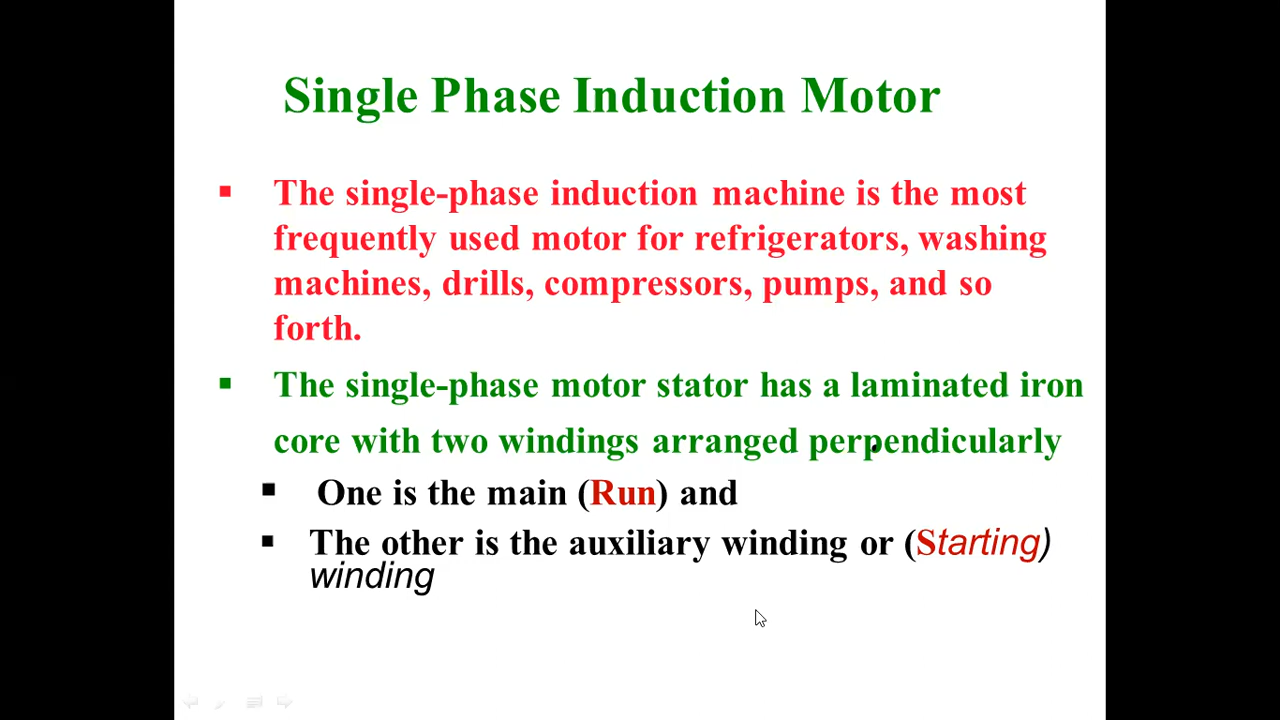 Single Phase Induction Motor
▪ The single-phase induction machine is the most
frequently used motor for refrigerators, washing
machines, drills, compressors, pumps, and so
forth.
▪ The single-phase motor stator has a laminated iron
core with two windings arranged perpendicularly
▪ One is the main (Run) and
▪ The other is the auxiliary winding or (Starting)
winding